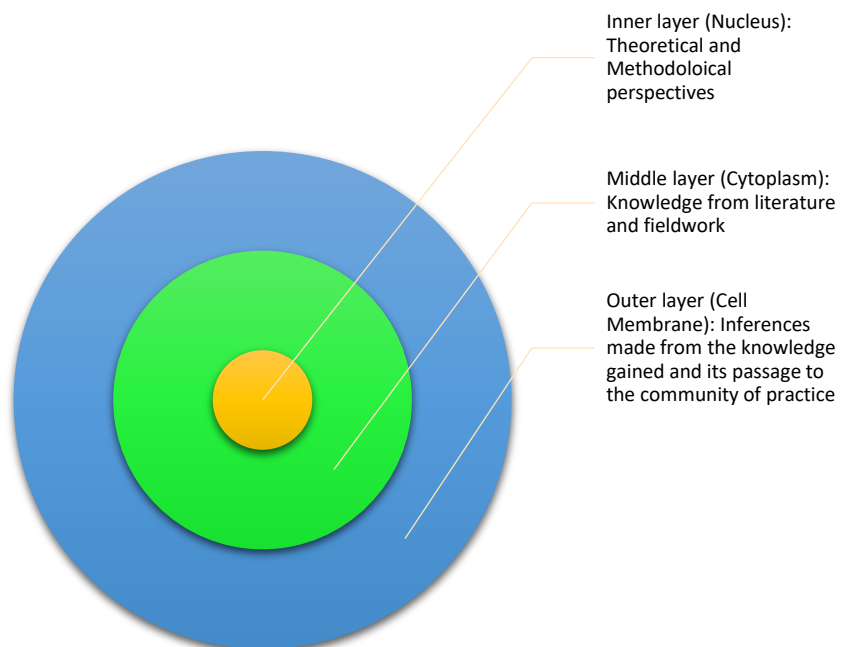 Inner layer (Nucleus):
Theoretical and
Methodoloical
perspectives
Middle layer (Cytoplasm):
Knowledge from literature
and fieldwork
Outer layer (Cell
Membrane): Inferences
made from the knowledge
gained and its passage to
the community of practice